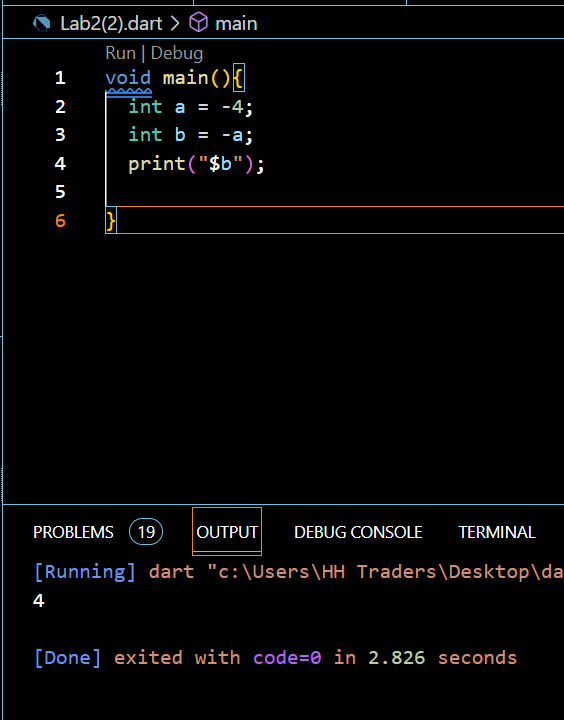 Lab2(2).dart > main
Run | Debug
1 void main(){
2 int a = -4;
3 int b = -a;
4 print("$b");
5
6 }
PROBLEMS 19 OUTPUT DEBUG CONSOLE TERMINAL
[Running] dart "c:\Users\HH Traders\Desktop\da
4
[Done] exited with code=0 in 2.826 seconds